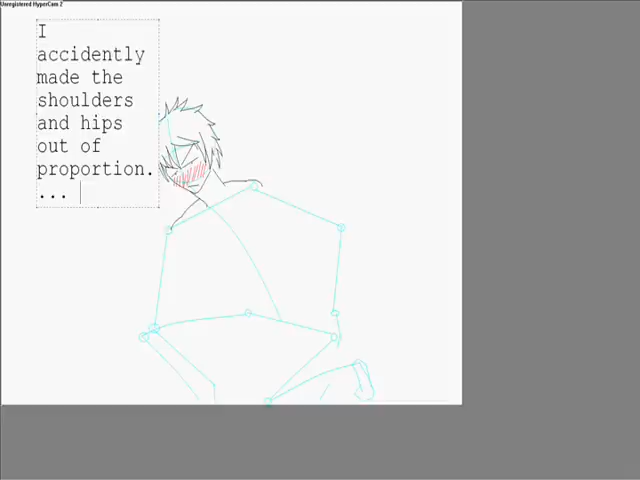 Unregistered HyperCam 2
I
accidently
made the
shoulders
and hips
out of
proportion.
...